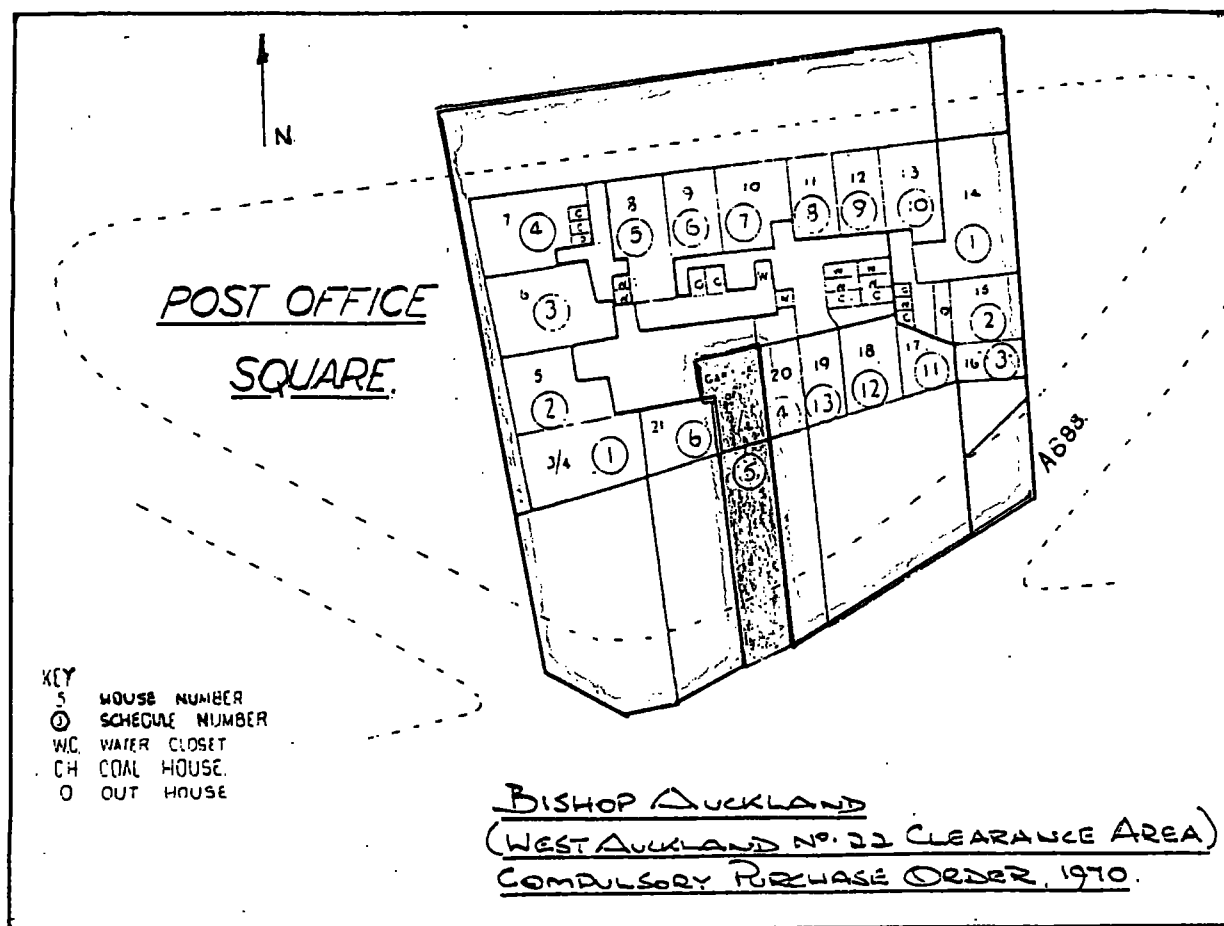 N
7 ④
C
C
8 ⑤
9 ⑥
10 ⑦
11 ⑧
12 ⑨
13 ⑩
14 ①
6 ③
C C
W
W W
C C
C
C
O
15 ②
POST OFFICE
SQUARE.
5 ②
20 ④
19 ⑬
18 ⑫
17 ⑪
16 ③
3/4 ①
21 ⑥
⑤
A688.
KEY
5 HOUSE NUMBER
③ SCHEDULE NUMBER
W.C. WATER CLOSET
CH COAL HOUSE.
O OUT HOUSE
BISHOP AUCKLAND
(WEST AUCKLAND Nº. 22 CLEARANCE AREA)
COMPULSORY PURCHASE ORDER, 1970.